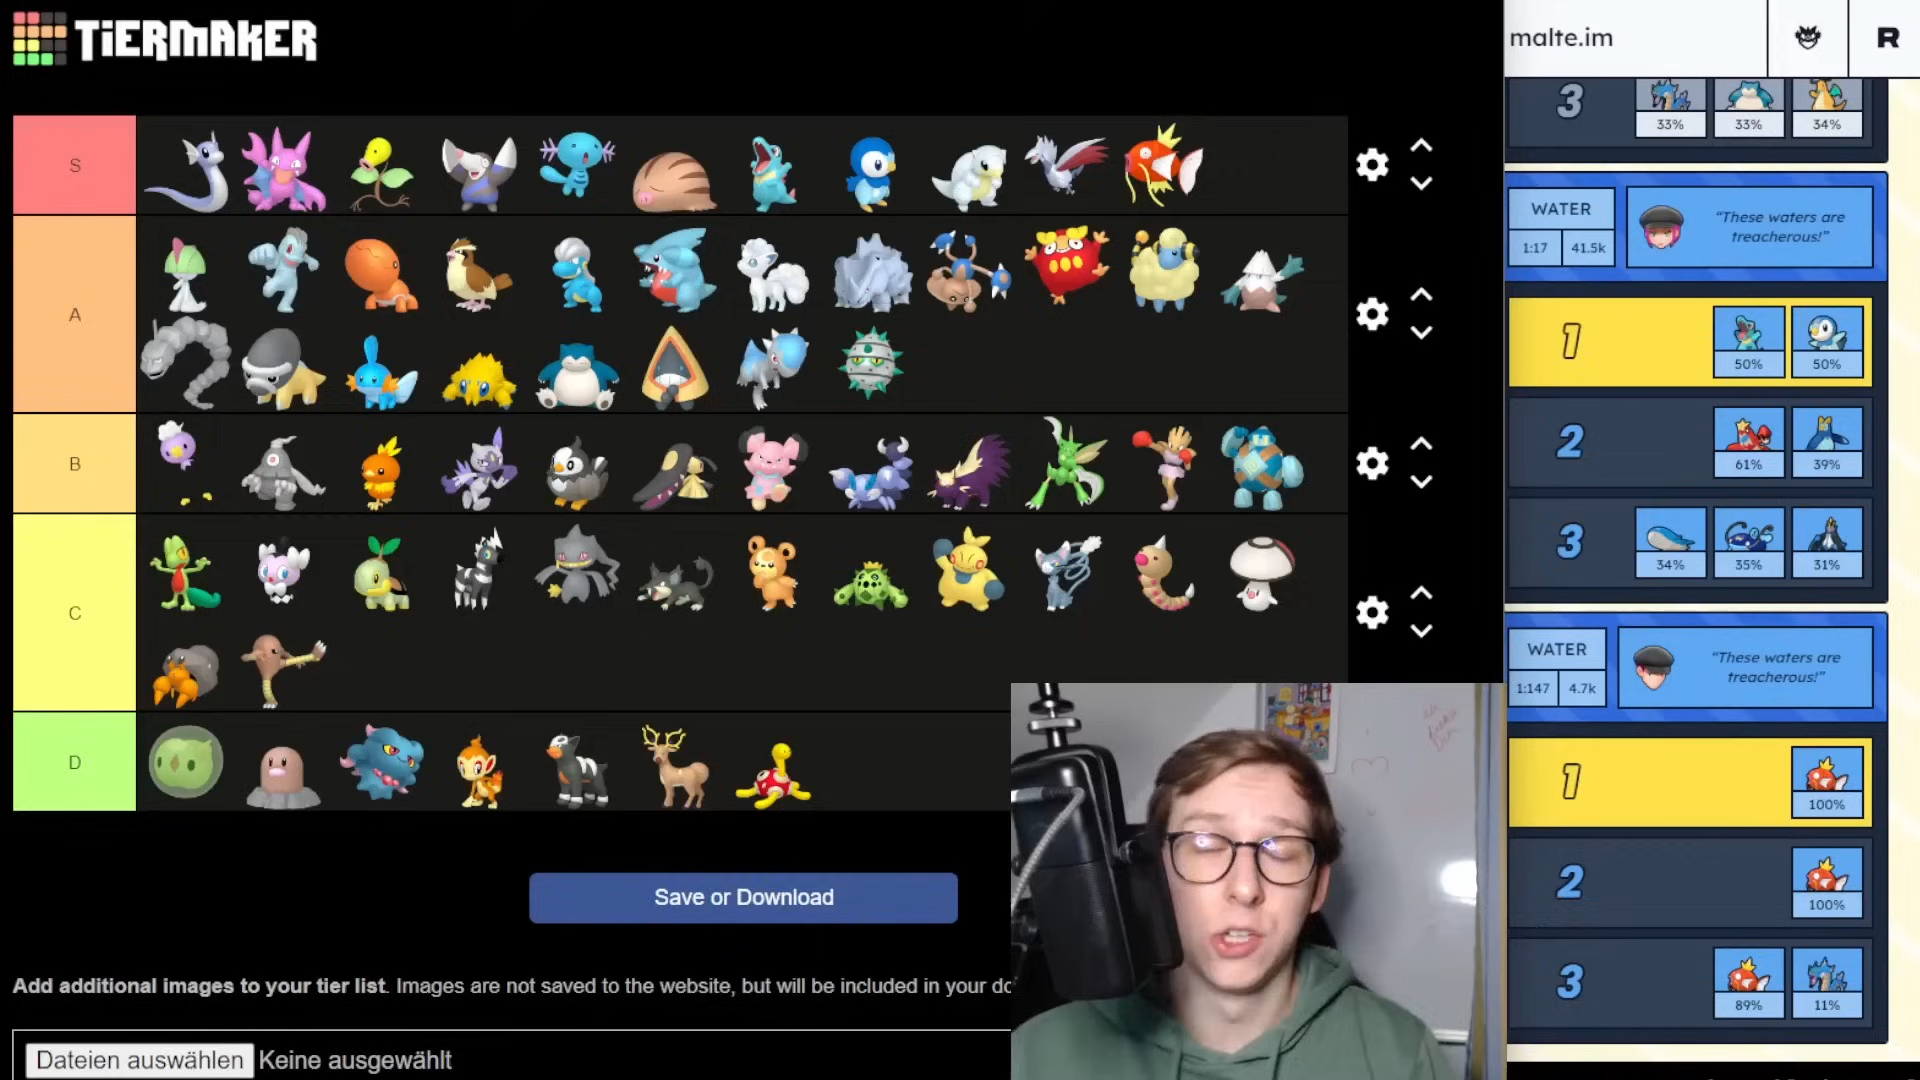 TiERMAKER
malte.im
R
S
A
B
C
D
3
33%
33%
34%
WATER
1:17
41.5k
"These waters are
treacherous!"
1
50%
50%
2
61%
39%
3
34%
35%
31%
WATER
1:147
4.7k
"These waters are
treacherous!"
1
100%
2
100%
3
89%
11%
Save or Download
Add additional images to your tier list. Images are not saved to the website, but will be included in your
Dateien auswählen Keine ausgewählt